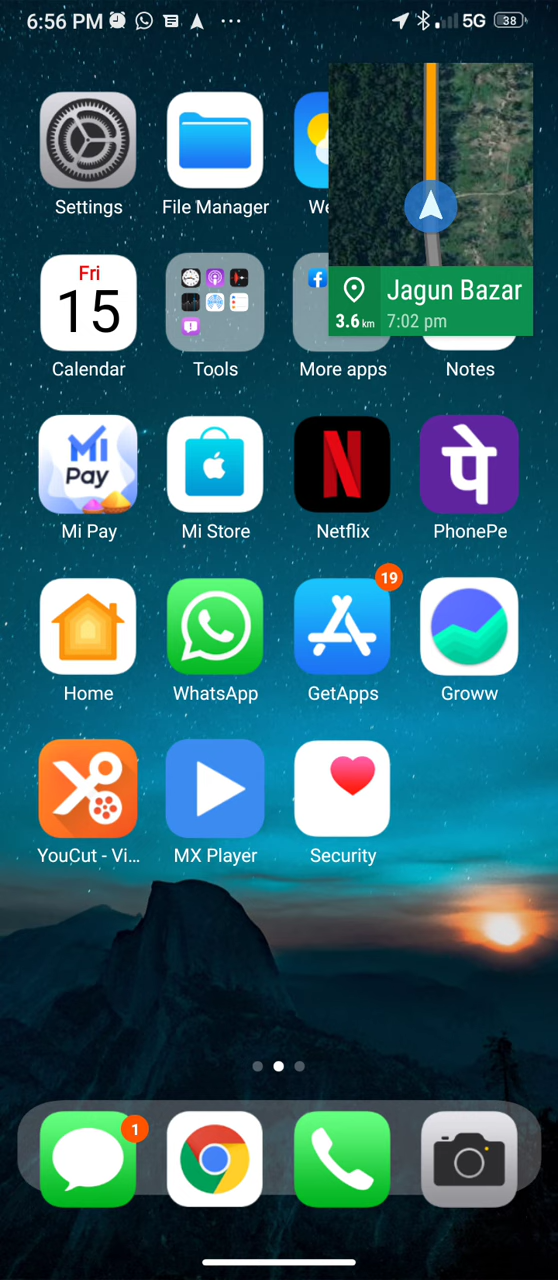 6:56 PM
5G
38
Settings
File Manager
We
Jagun Bazar
3.6 km
7:02 pm
Fri
15
Calendar
Tools
More apps
Notes
Mi
Pay
Mi Pay
Mi Store
N
Netflix
पे
PhonePe
Home
WhatsApp
19
GetApps
Groww
YouCut - Vi...
MX Player
Security
1